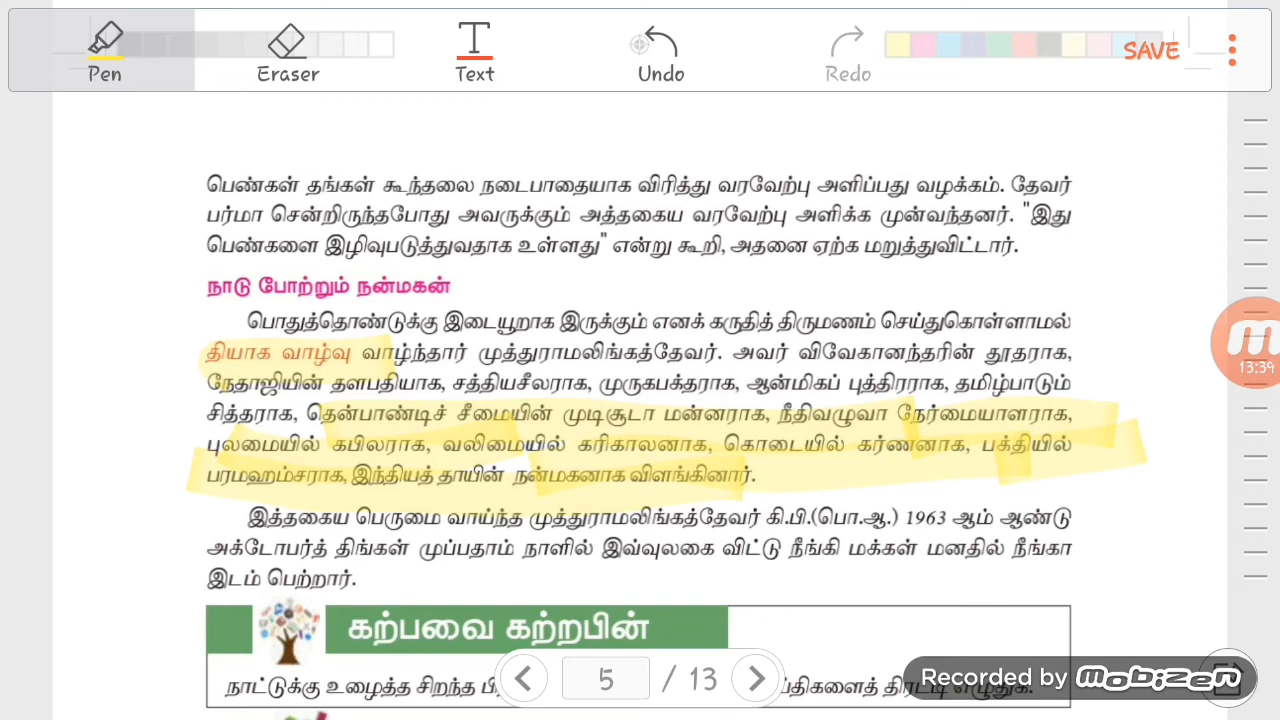 Pen
Eraser
Text
Undo
Redo
SAVE
பெண்கள் தங்கள் கூந்தலை நடைபாதையாக விரித்து வரவேற்பு அளிப்பது வழக்கம். தேவர்
பர்மா சென்றிருந்தபோது அவருக்கும் அத்தகைய வரவேற்பு அளிக்க முன்வந்தனர். "இது
பெண்களை இழிவுபடுத்துவதாக உள்ளது" என்று கூறி, அதனை ஏற்க மறுத்துவிட்டார்.
நாடு போற்றும் நன்மகன்
பொதுத்தொண்டுக்கு இடையூறாக இருக்கும் எனக் கருதித் திருமணம் செய்துகொள்ளாமல்
தியாக வாழ்வு வாழ்ந்தார் முத்துராமலிங்கத்தேவர். அவர் விவேகானந்தரின் தூதராக,
நேதாஜியின் தளபதியாக, சத்தியசீலராக, முருகபக்தராக, ஆன்மிகப் புத்திரராக, தமிழ்பாடும்
சித்தராக, தென்பாண்டிச் சீமையின் முடிசூடா மன்னராக, நீதிவழுவா நேர்மையாளராக,
புலமையில் கபிலராக, வலிமையில் கரிகாலனாக, கொடையில் கர்ணனாக, பக்தியில்
பரமஹம்சராக, இந்தியத் தாயின் நன்மகனாக விளங்கினார்.
13:39
இத்தகைய பெருமை வாய்ந்த முத்துராமலிங்கத்தேவர் கி.பி.(பொ.ஆ.) 1963 ஆம் ஆண்டு
அக்டோபர்த் திங்கள் முப்பதாம் நாளில் இவ்வுலகை விட்டு நீங்கி மக்கள் மனதில் நீங்கா
இடம் பெற்றார்.
கற்பவை கற்றபின்
நாட்டுக்கு உழைத்த சிறந்த
5 / 13
Recorded by mobizen